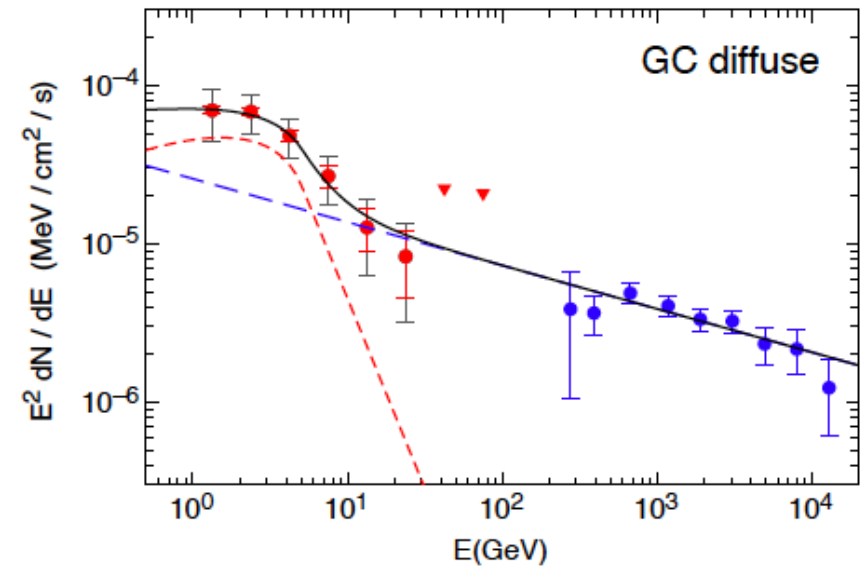 GC diffuse
10⁻⁴
10⁻⁵
10⁻⁶
E² dN / dE (MeV / cm² / s)
10⁰ 10¹ 10² 10³ 10⁴
E(GeV)